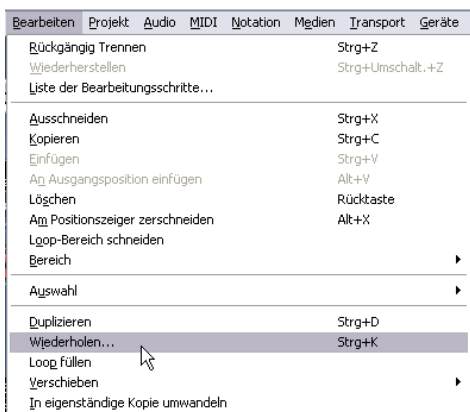 Bearbeiten Projekt Audio MIDI Notation Medien Transport Geräte
Rückgängig Trennen Strg+Z
Wiederherstellen Strg+Umschalt.+Z
Liste der Bearbeitungsschritte...
Ausschneiden Strg+X
Kopieren Strg+C
Einfügen Strg+V
An Ausgangsposition einfügen Alt+V
Löschen Rücktaste
Am Positionszeiger zerschneiden Alt+X
Loop-Bereich schneiden
Bereich
Auswahl
Duplizieren Strg+D
Wiederholen... Strg+K
Loop füllen
Verschieben
In eigenständige Kopie umwandeln